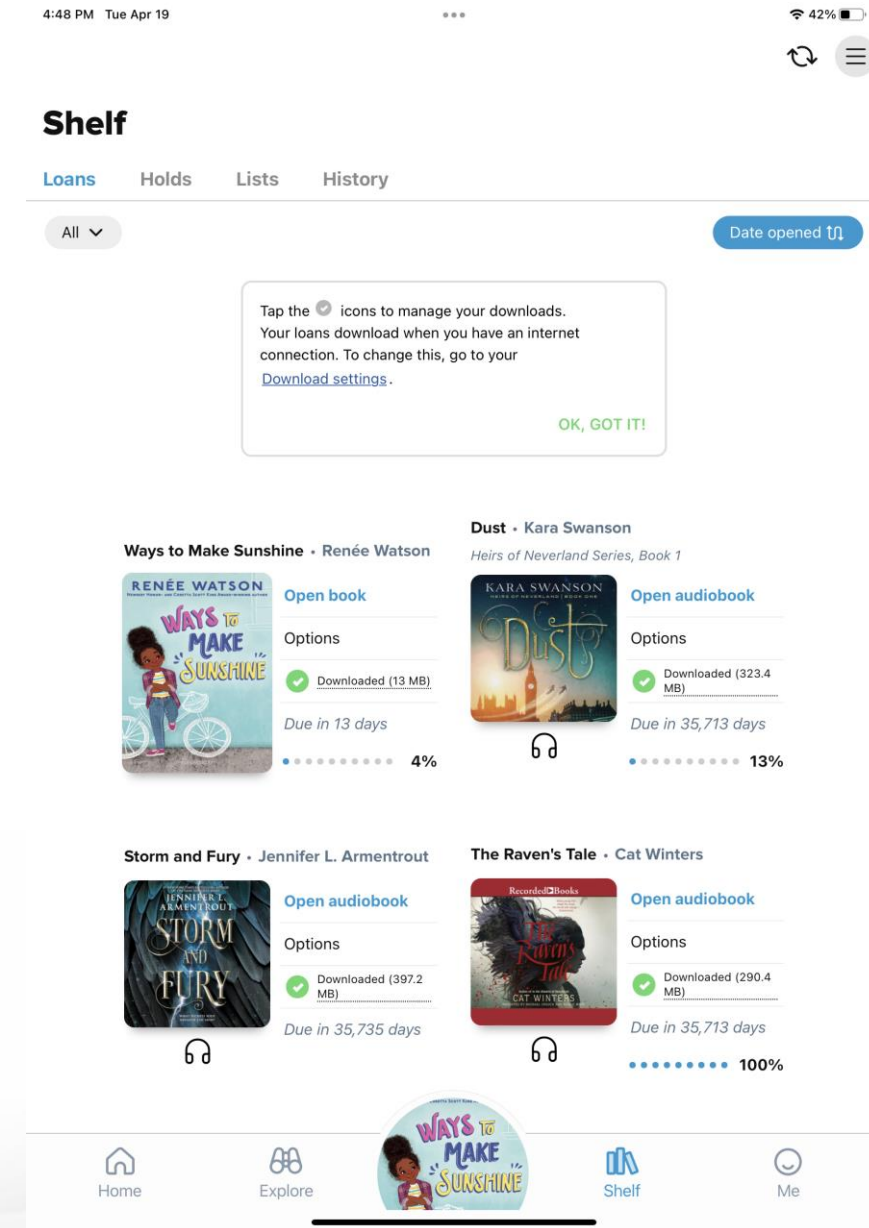 4:48 PM Tue Apr 19
42%
Shelf
Loans Holds Lists History
All
Date opened
Tap the icons to manage your downloads.
Your loans download when you have an internet
connection. To change this, go to your
Download settings.
OK, GOT IT!
Ways to Make Sunshine • Renée Watson
RENÉE WATSON
WAYS TO
MAKE
SUNSHINE
Open book
Options
Downloaded (13 MB)
Due in 13 days
4%
Dust • Kara Swanson
Heirs of Neverland Series, Book 1
KARA SWANSON
HEIRS OF NEVERLAND | BOOK ONE
Dust
Open audiobook
Options
Downloaded (323.4
MB)
Due in 35,713 days
13%
Storm and Fury • Jennifer L. Armentrout
JENNIFER L.
ARMENTROUT
STORM
AND
FURY
Open audiobook
Options
Downloaded (397.2
MB)
Due in 35,735 days
The Raven's Tale • Cat Winters
Recorded Books
The
Raven's
Tale
CAT WINTERS
Open audiobook
Options
Downloaded (290.4
MB)
Due in 35,713 days
100%
WAYS TO
MAKE
SUNSHINE
Home
Explore
Shelf
Me